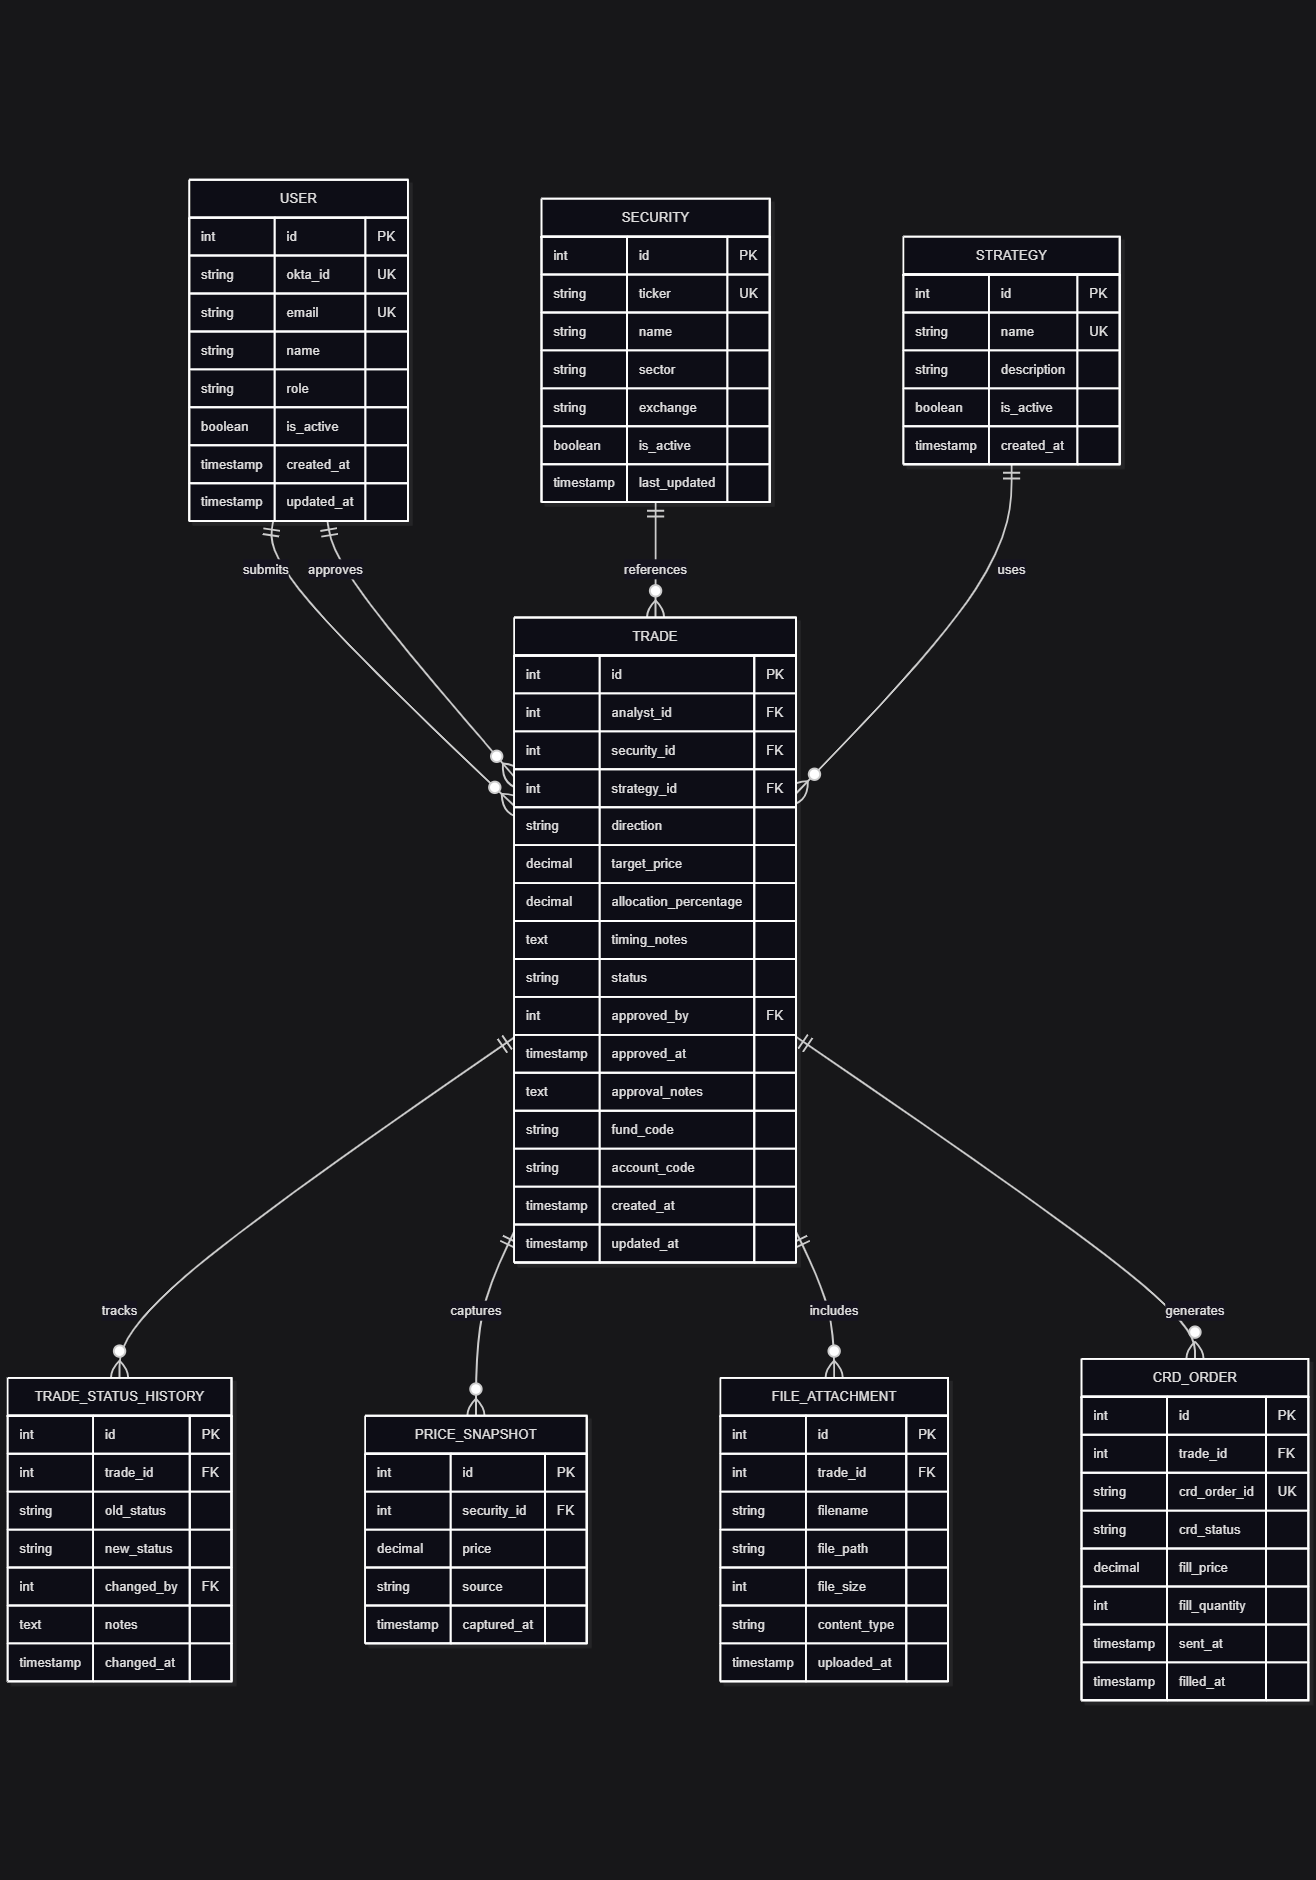 USER
int id PK
string okta_id UK
string email UK
string name
string role
boolean is_active
timestamp created_at
timestamp updated_at
SECURITY
int id PK
string ticker UK
string name
string sector
string exchange
boolean is_active
timestamp last_updated
STRATEGY
int id PK
string name UK
string description
boolean is_active
timestamp created_at
submits
approves
references
uses
TRADE
int id PK
int analyst_id FK
int security_id FK
int strategy_id FK
string direction
decimal target_price
decimal allocation_percentage
text timing_notes
string status
int approved_by FK
timestamp approved_at
text approval_notes
string fund_code
string account_code
timestamp created_at
timestamp updated_at
tracks
captures
includes
generates
TRADE_STATUS_HISTORY
int id PK
int trade_id FK
string old_status
string new_status
int changed_by FK
text notes
timestamp changed_at
PRICE_SNAPSHOT
int id PK
int security_id FK
decimal price
string source
timestamp captured_at
FILE_ATTACHMENT
int id PK
int trade_id FK
string filename
string file_path
int file_size
string content_type
timestamp uploaded_at
CRD_ORDER
int id PK
int trade_id FK
string crd_order_id UK
string crd_status
decimal fill_price
int fill_quantity
timestamp sent_at
timestamp filled_at